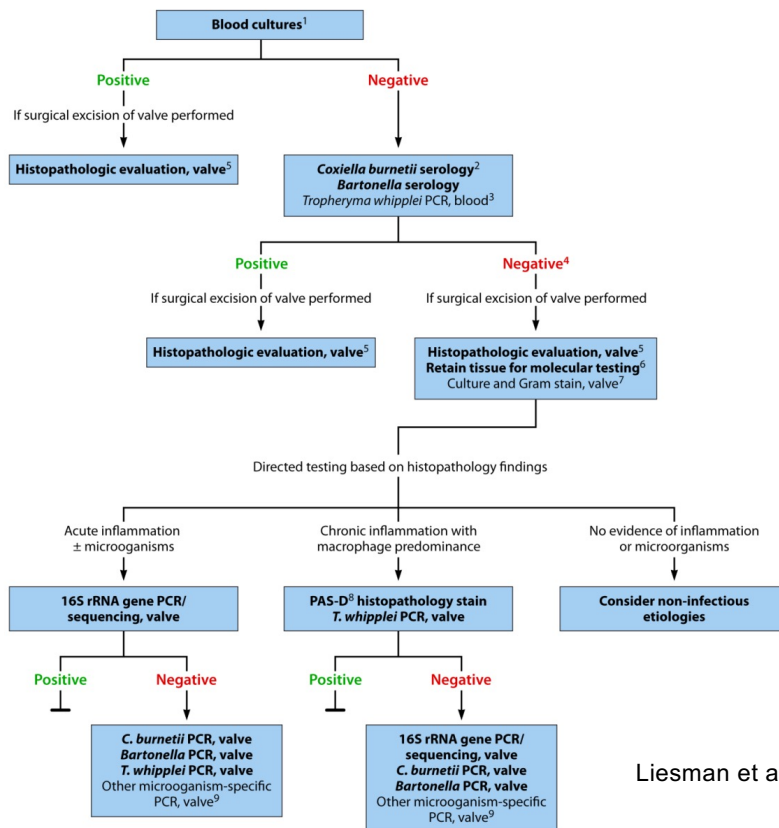 Blood cultures1
Positive
Negative
If surgical excision of valve performed
Histopathologic evaluation, valve5
Coxiella burnetii serology2
Bartonella serology
Tropheryma whipplei PCR, blood3
Positive
Negative4
If surgical excision of valve performed
If surgical excision of valve performed
Histopathologic evaluation, valve5
Histopathologic evaluation, valve5
Retain tissue for molecular testing6
Culture and Gram stain, valve7
Directed testing based on histopathology findings
Acute inflammation
± microoganisms
Chronic inflammation with
macrophage predominance
No evidence of inflammation
or microorganisms
16S rRNA gene PCR/
sequencing, valve
PAS-D8 histopathology stain
T. whipplei PCR, valve
Consider non-infectious
etiologies
Positive
Negative
Positive
Negative
C. burnetii PCR, valve
Bartonella PCR, valve
T. whipplei PCR, valve
Other microoganism-specific
PCR, valve9
16S rRNA gene PCR/
sequencing, valve
C. burnetii PCR, valve
Bartonella PCR, valve
Other microoganism-specific
PCR, valve9
Liesman et a